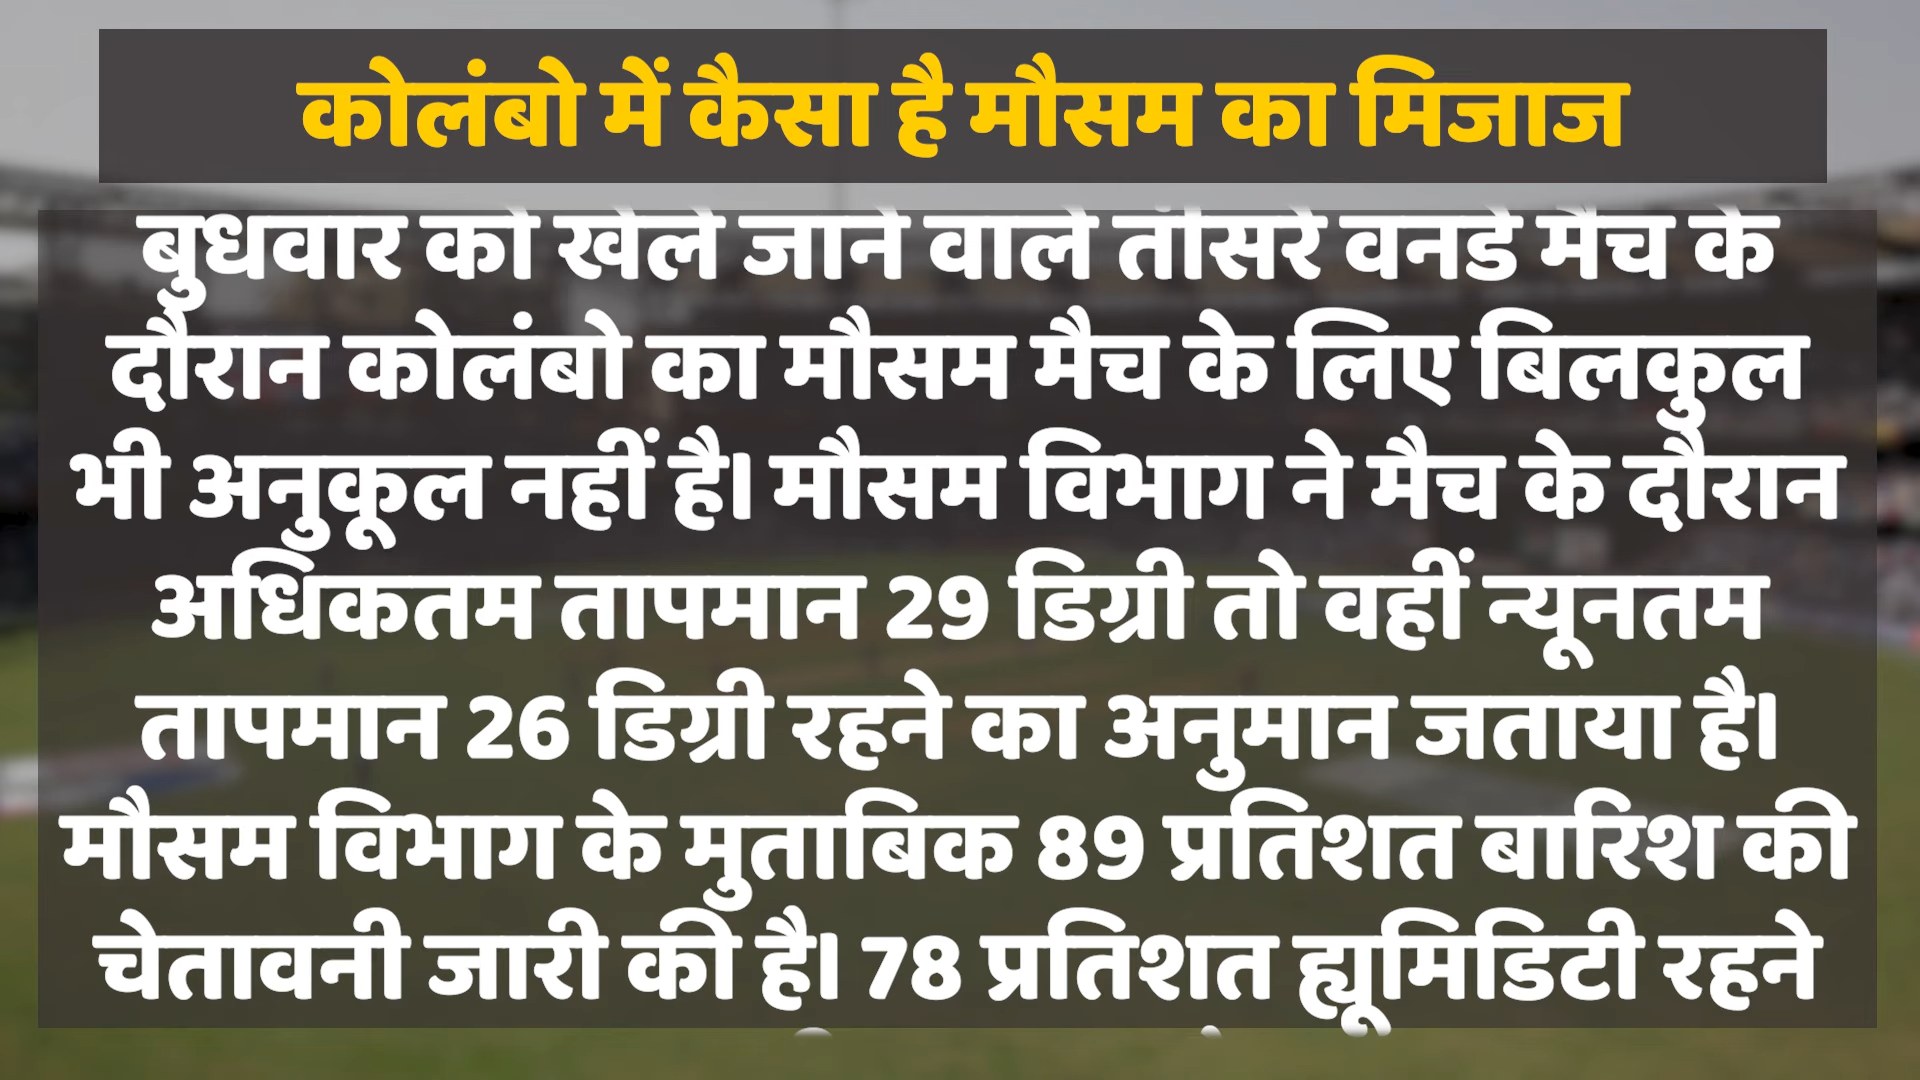 कोलंबो में कैसा है मौसम का मिजाज
बुधवार को खेले जाने वाले तीसरे वनडे मैच के
दौरान कोलंबो का मौसम मैच के लिए बिलकुल
भी अनुकूल नहीं है। मौसम विभाग ने मैच के दौरान
अधिकतम तापमान 29 डिग्री तो वहीं न्यूनतम
तापमान 26 डिग्री रहने का अनुमान जताया है।
मौसम विभाग के मुताबिक 89 प्रतिशत बारिश की
चेतावनी जारी की है। 78 प्रतिशत ह्यूमिडिटी रहने